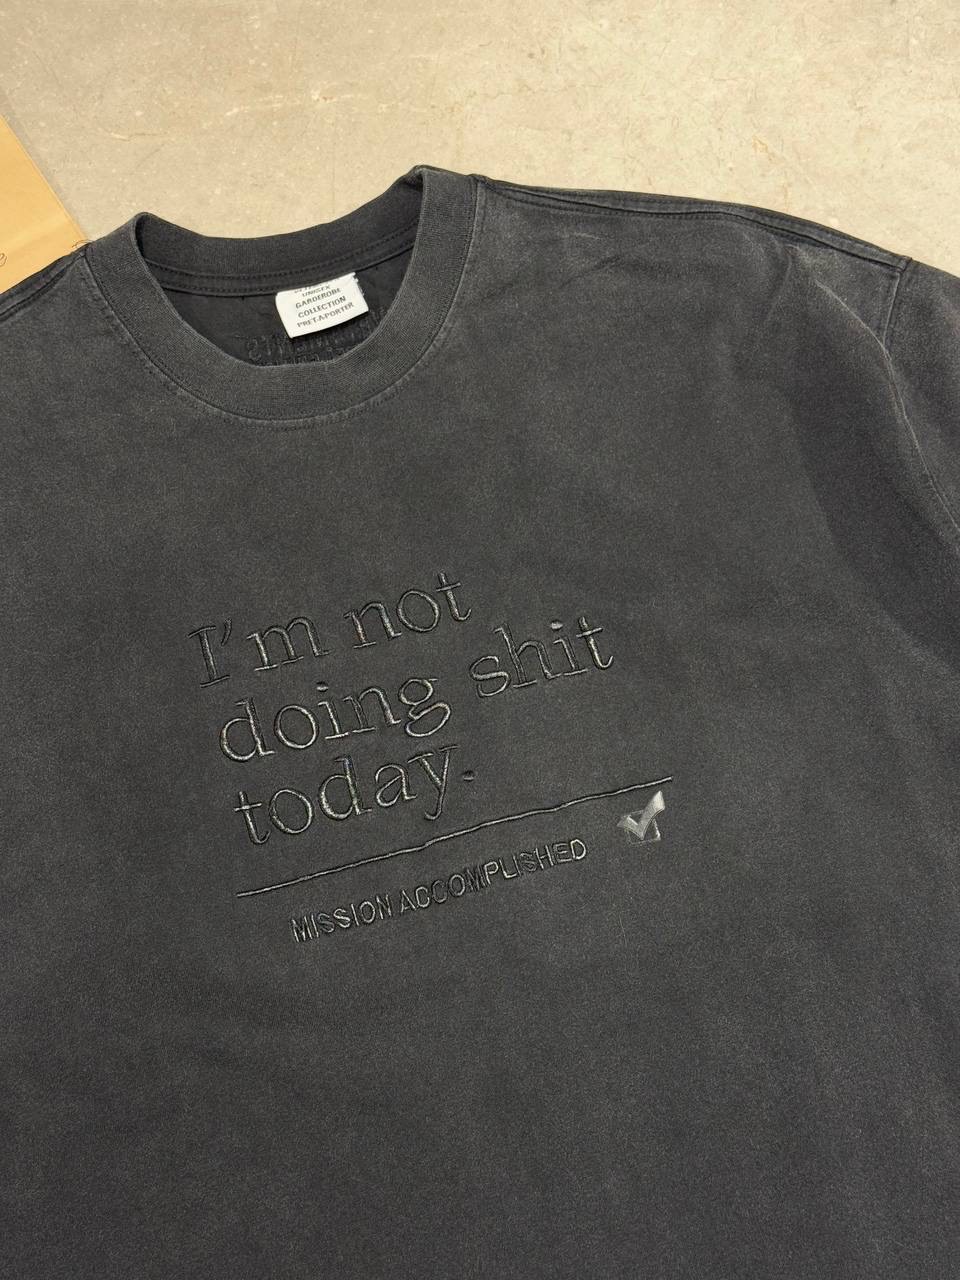 UNISEX
GARDEROBE
COLLECTION
PRET-A-PORTER
I'm not
doing shit
today.
MISSION ACCOMPLISHED